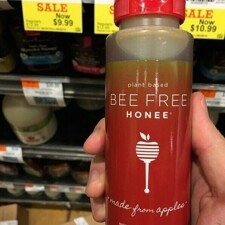 SALE
NOW
$9.99
SALE
NOW
$10.99
plant based
BEE FREE
HONEE
made from apples